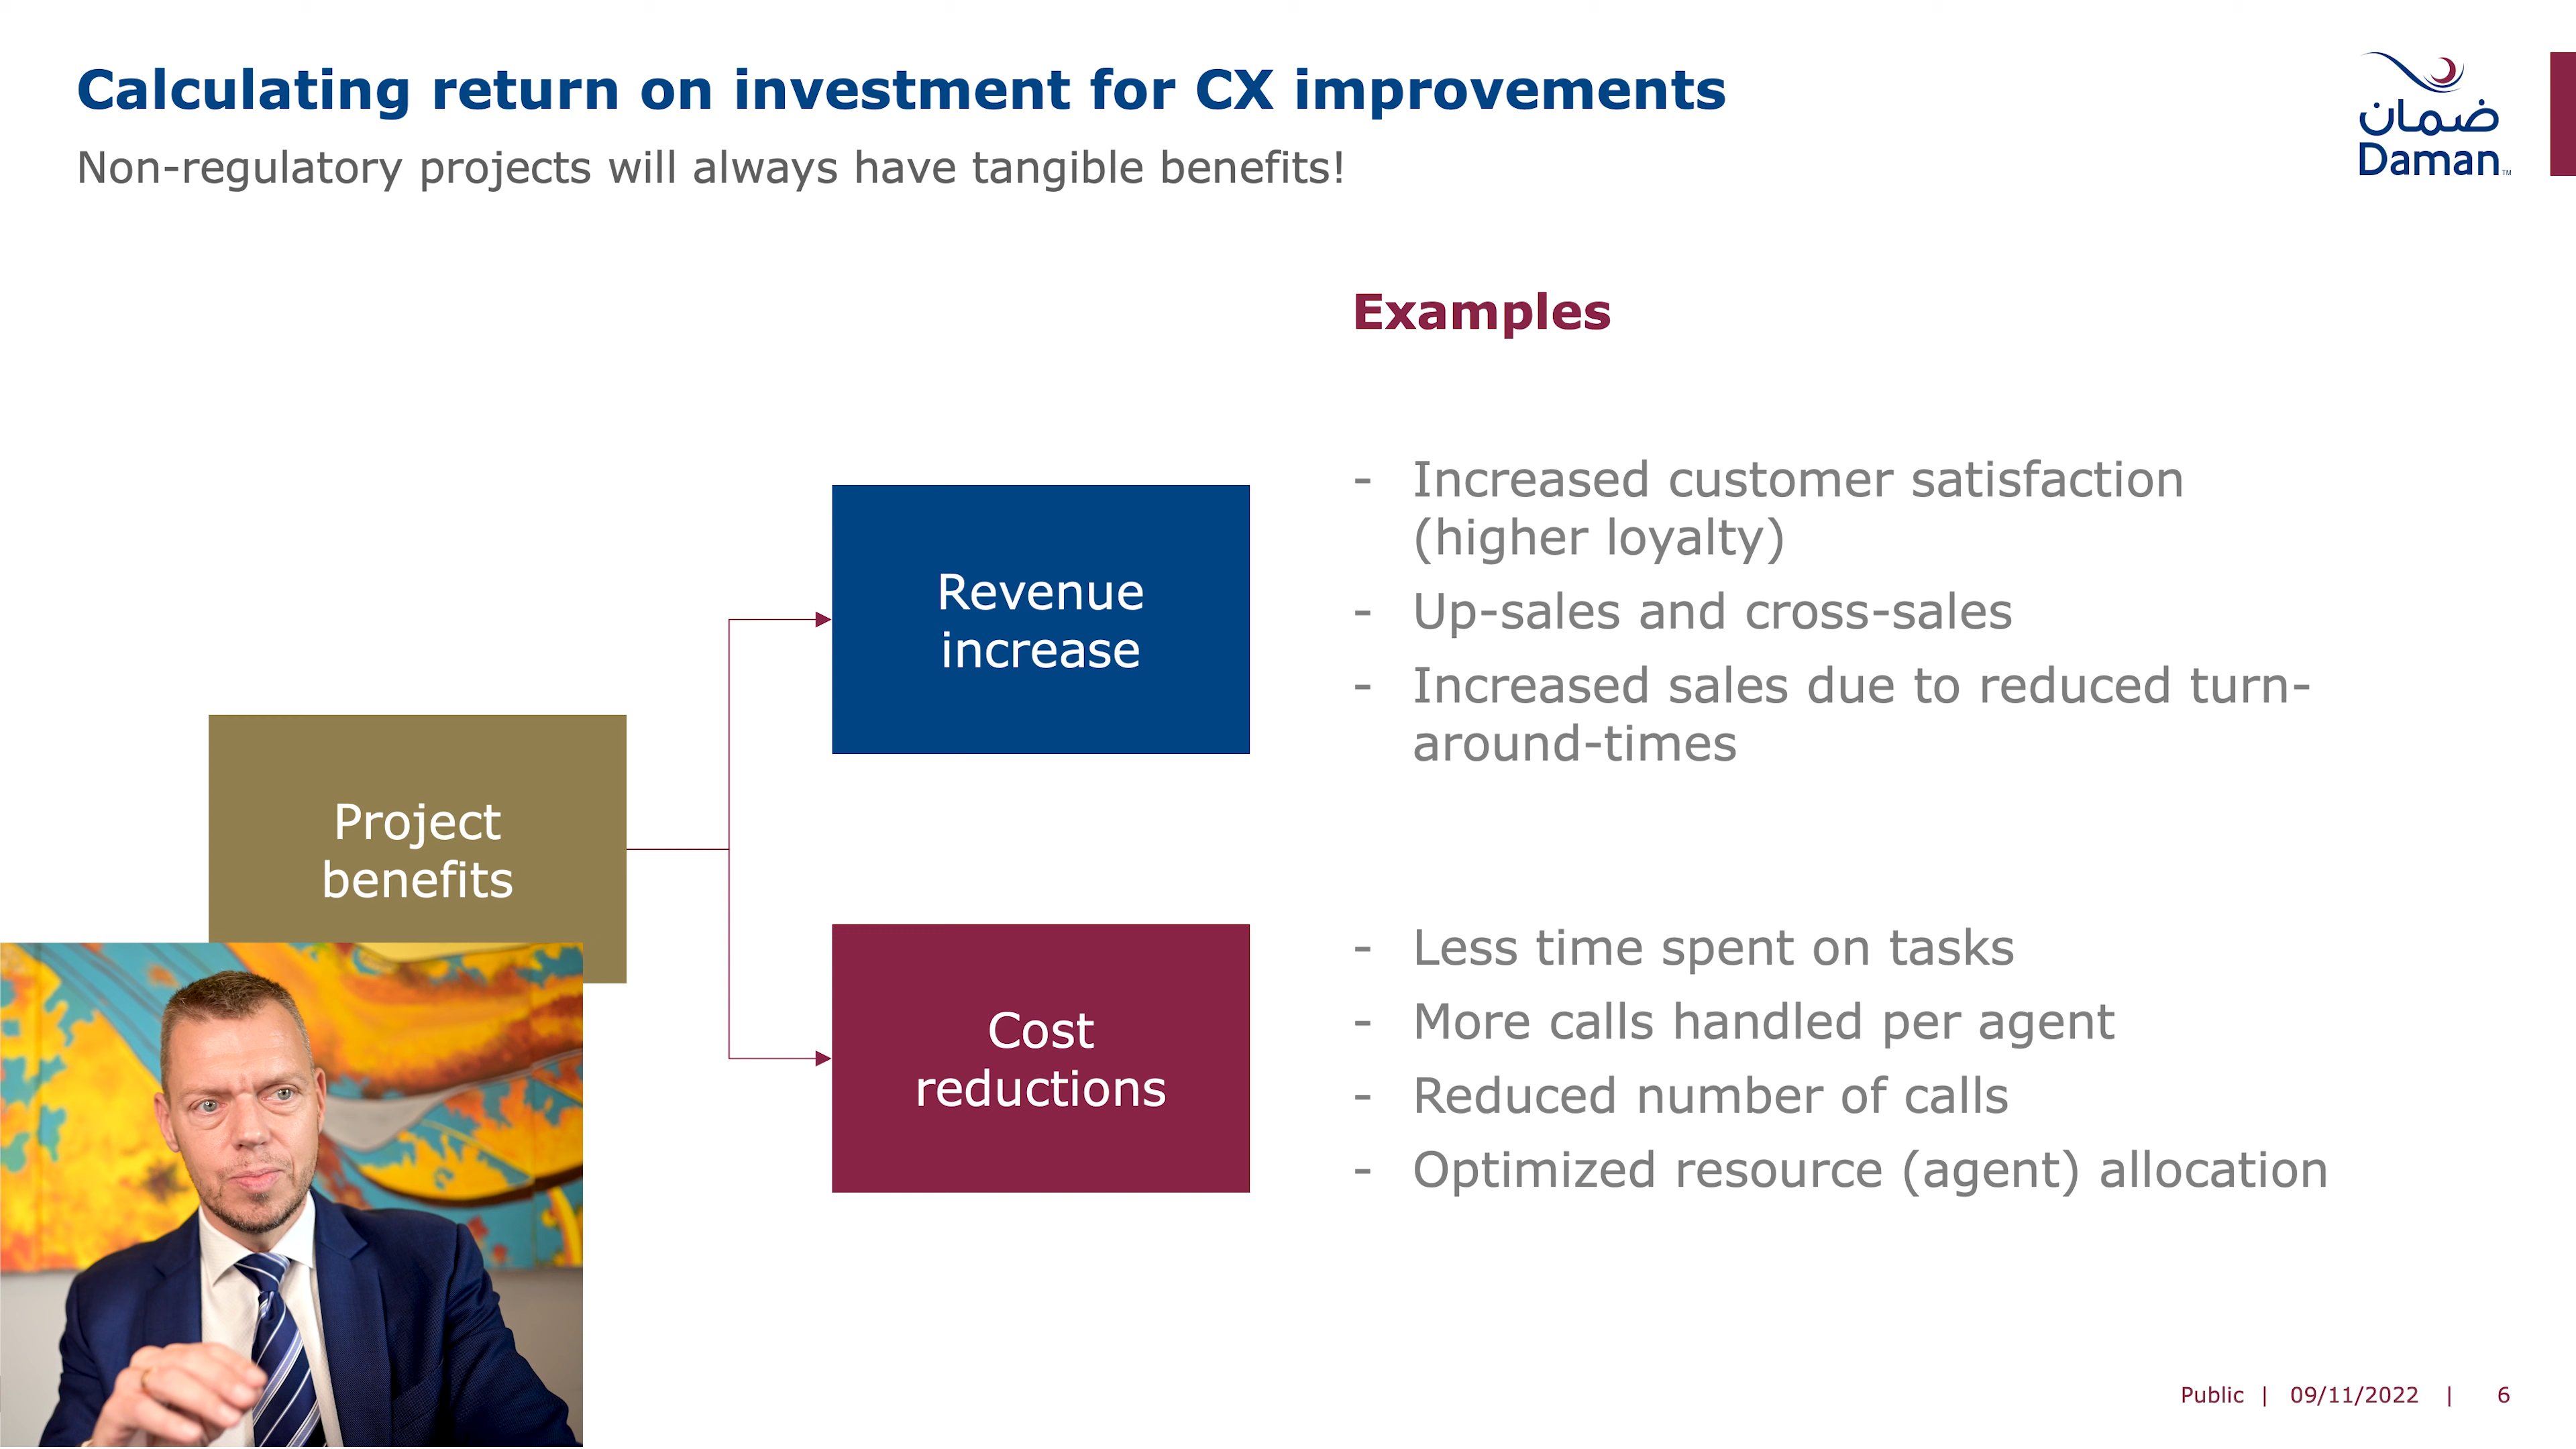 Calculating return on investment for CX improvements
Non-regulatory projects will always have tangible benefits!
ضمان
Daman™
Examples
Project
benefits
Revenue
increase
- Increased customer satisfaction
(higher loyalty)
- Up-sales and cross-sales
- Increased sales due to reduced turn-
around-times
Cost
reductions
- Less time spent on tasks
- More calls handled per agent
- Reduced number of calls
- Optimized resource (agent) allocation
Public | 09/11/2022 | 6